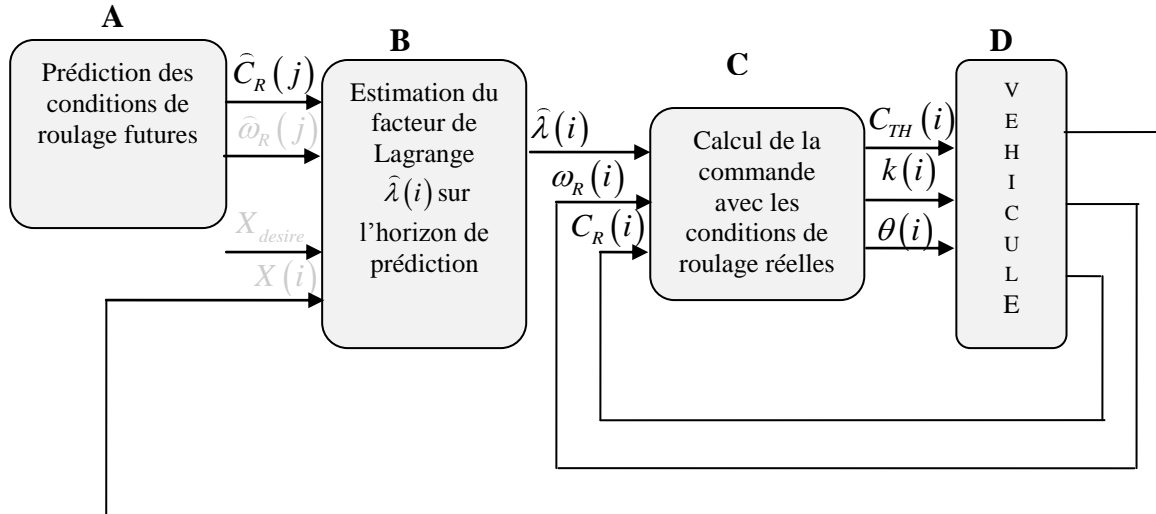 A
Prédiction des
conditions de
roulage futures
Ĉ_R(j)
ω̂_R(j)
X_desire
X(i)
B
Estimation du
facteur de
Lagrange
λ̂(i) sur
l'horizon de
prédiction
λ̂(i)
ω_R(i)
C_R(i)
C
Calcul de la
commande
avec les
conditions de
roulage réelles
C_TH(i)
k(i)
θ(i)
D
V
E
H
I
C
U
L
E